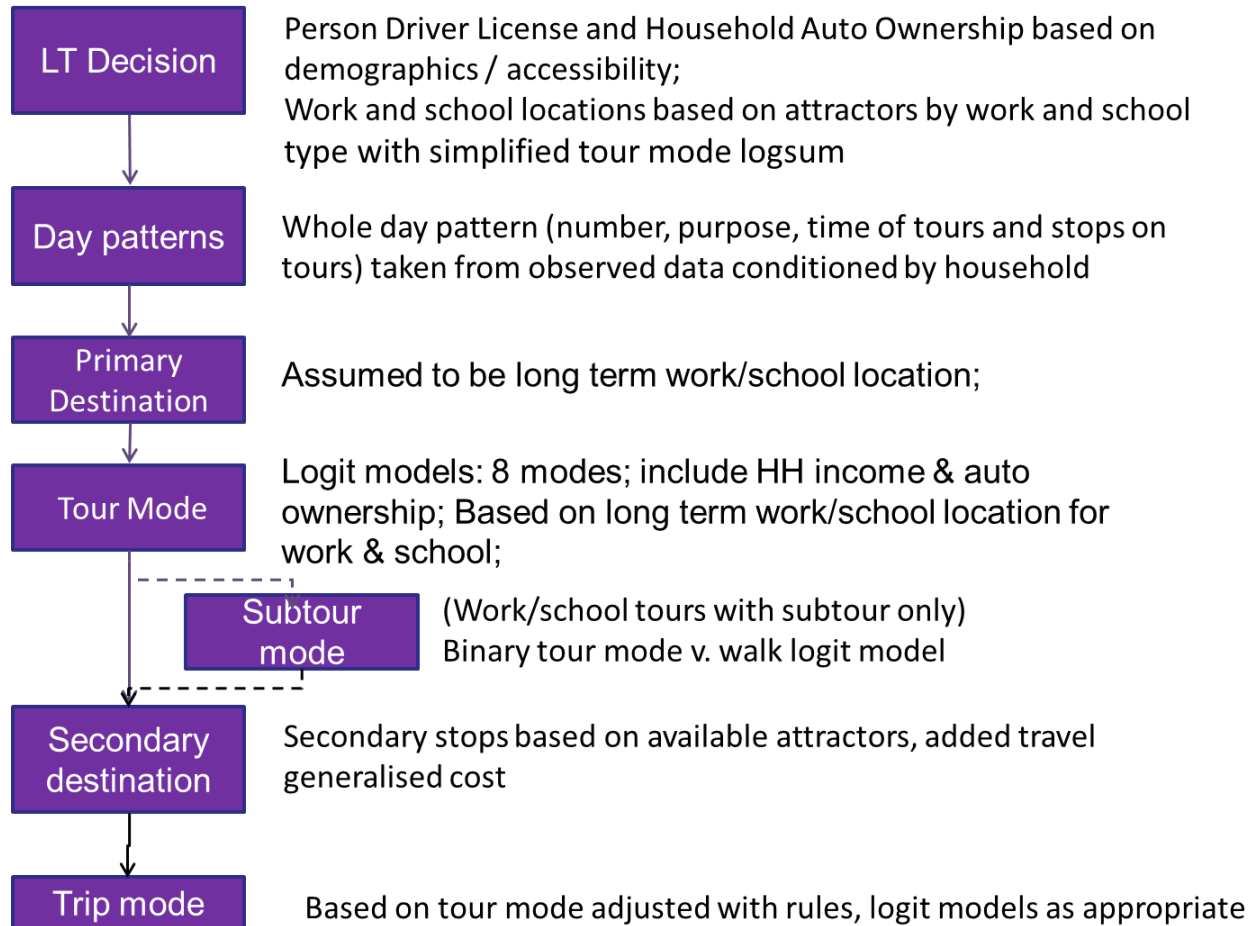 LT Decision
Person Driver License and Household Auto Ownership based on
demographics / accessibility;
Work and school locations based on attractors by work and school
type with simplified tour mode logsum
Day patterns
Whole day pattern (number, purpose, time of tours and stops on
tours) taken from observed data conditioned by household
Primary
Destination
Assumed to be long term work/school location;
Tour Mode
Logit models: 8 modes; include HH income & auto
ownership; Based on long term work/school location for
work & school;
Subtour
mode
(Work/school tours with subtour only)
Binary tour mode v. walk logit model
Secondary
destination
Secondary stops based on available attractors, added travel
generalised cost
Trip mode
Based on tour mode adjusted with rules, logit models as appropriate